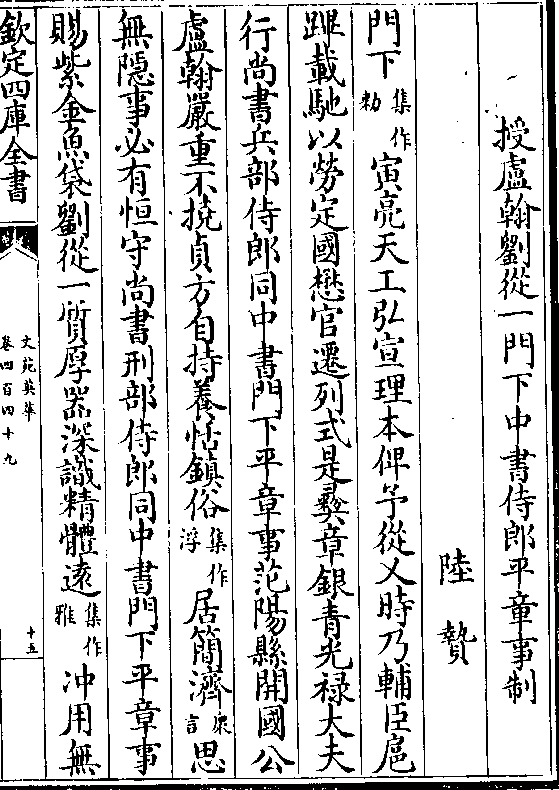 授盧翰劉從一門下中書侍郎平章事制
陸贄
門下集作勑寅亮天工弘宣理本俾予從乂時乃輔臣扈
蹕載馳以勞定國懋官遷列式是彛章銀青光禄大夫
行尚書兵部侍郎同中書門下平章事范陽縣開國公
盧翰嚴重不撓貞方自持養恬鎮俗集作浮居簡濟衆言思
無隱事必有恒守尚書刑部侍郎同中書門下平章事
賜紫金魚袋劉從一質厚器深識精體遠集作雅冲用無
欽定四庫全書
文苑英華
卷四百四十九
十五